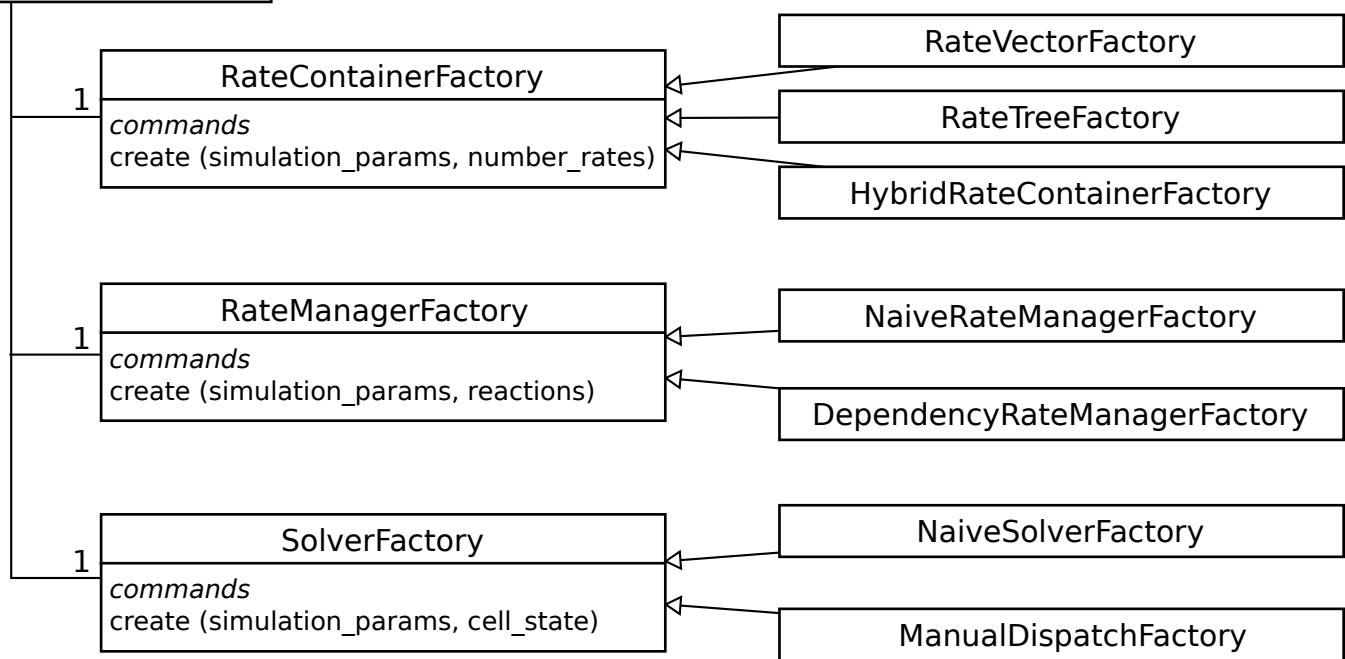 RateContainerFactory
1
commands
create (simulation_params, number_rates)
RateVectorFactory
RateTreeFactory
HybridRateContainerFactory
RateManagerFactory
1
commands
create (simulation_params, reactions)
NaiveRateManagerFactory
DependencyRateManagerFactory
SolverFactory
1
commands
create (simulation_params, cell_state)
NaiveSolverFactory
ManualDispatchFactory